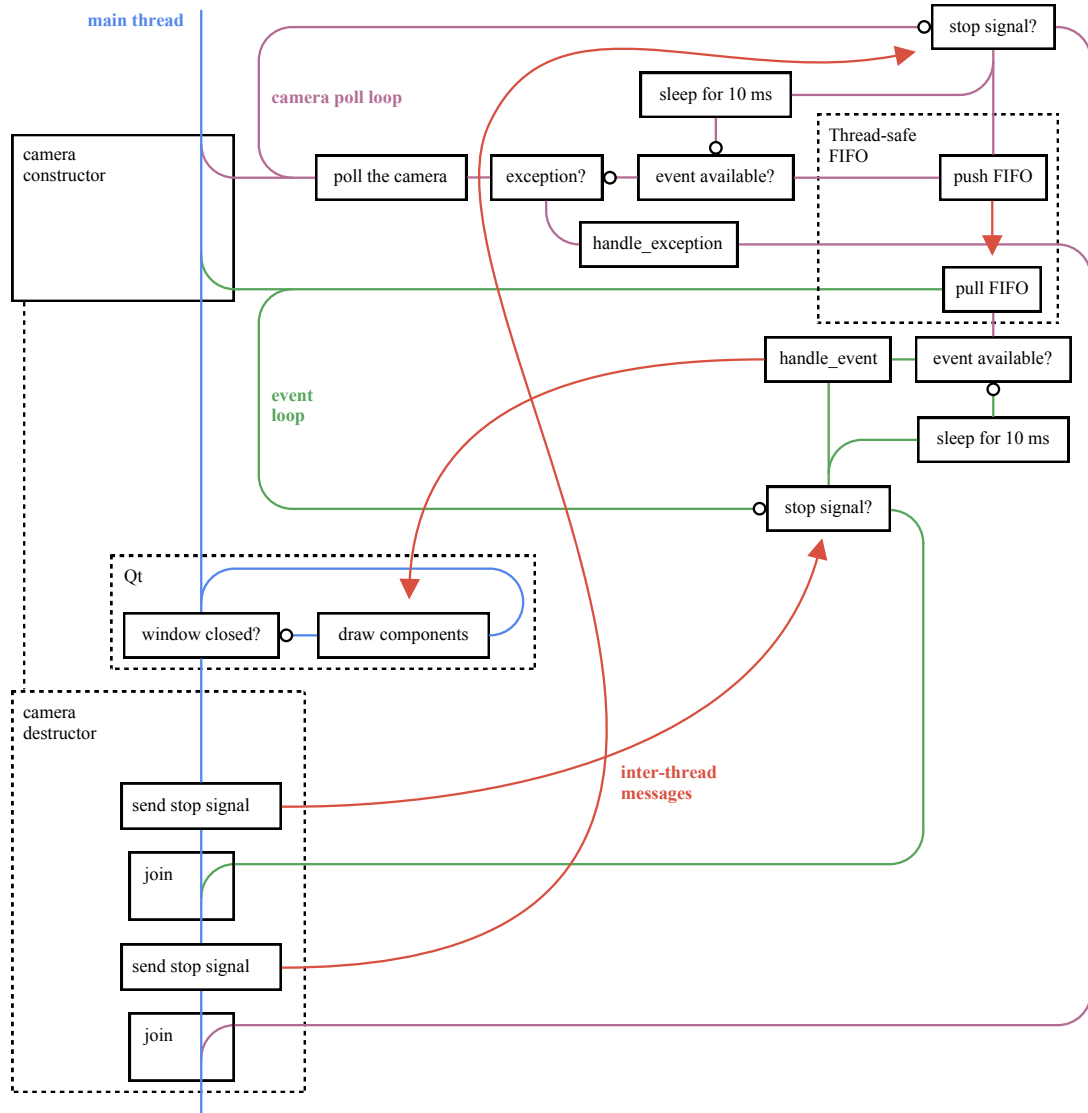 main thread
stop signal?
camera poll loop
sleep for 10 ms
Thread-safe
FIFO
camera
constructor
poll the camera
exception?
event available?
push FIFO
handle_exception
pull FIFO
handle_event
event available?
event
loop
sleep for 10 ms
stop signal?
Qt
window closed?
draw components
camera
destructor
inter-thread
messages
send stop signal
join
send stop signal
join